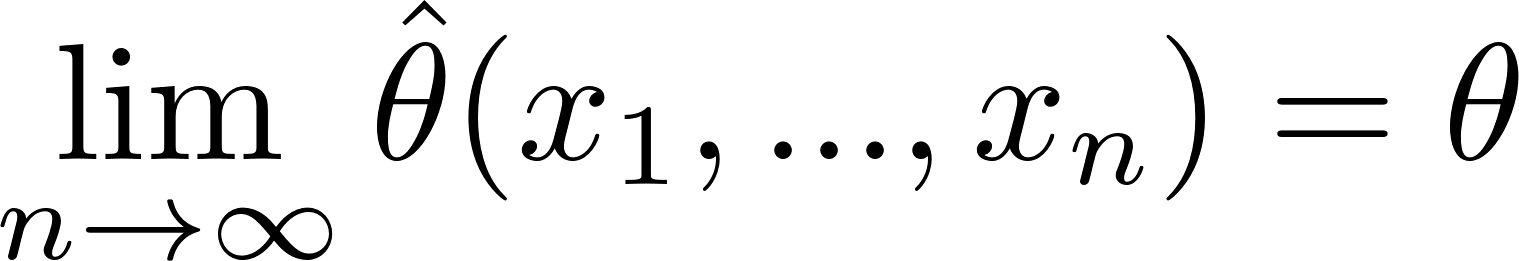 lim θ̂(x₁, ..., xₙ) = θ
n→∞